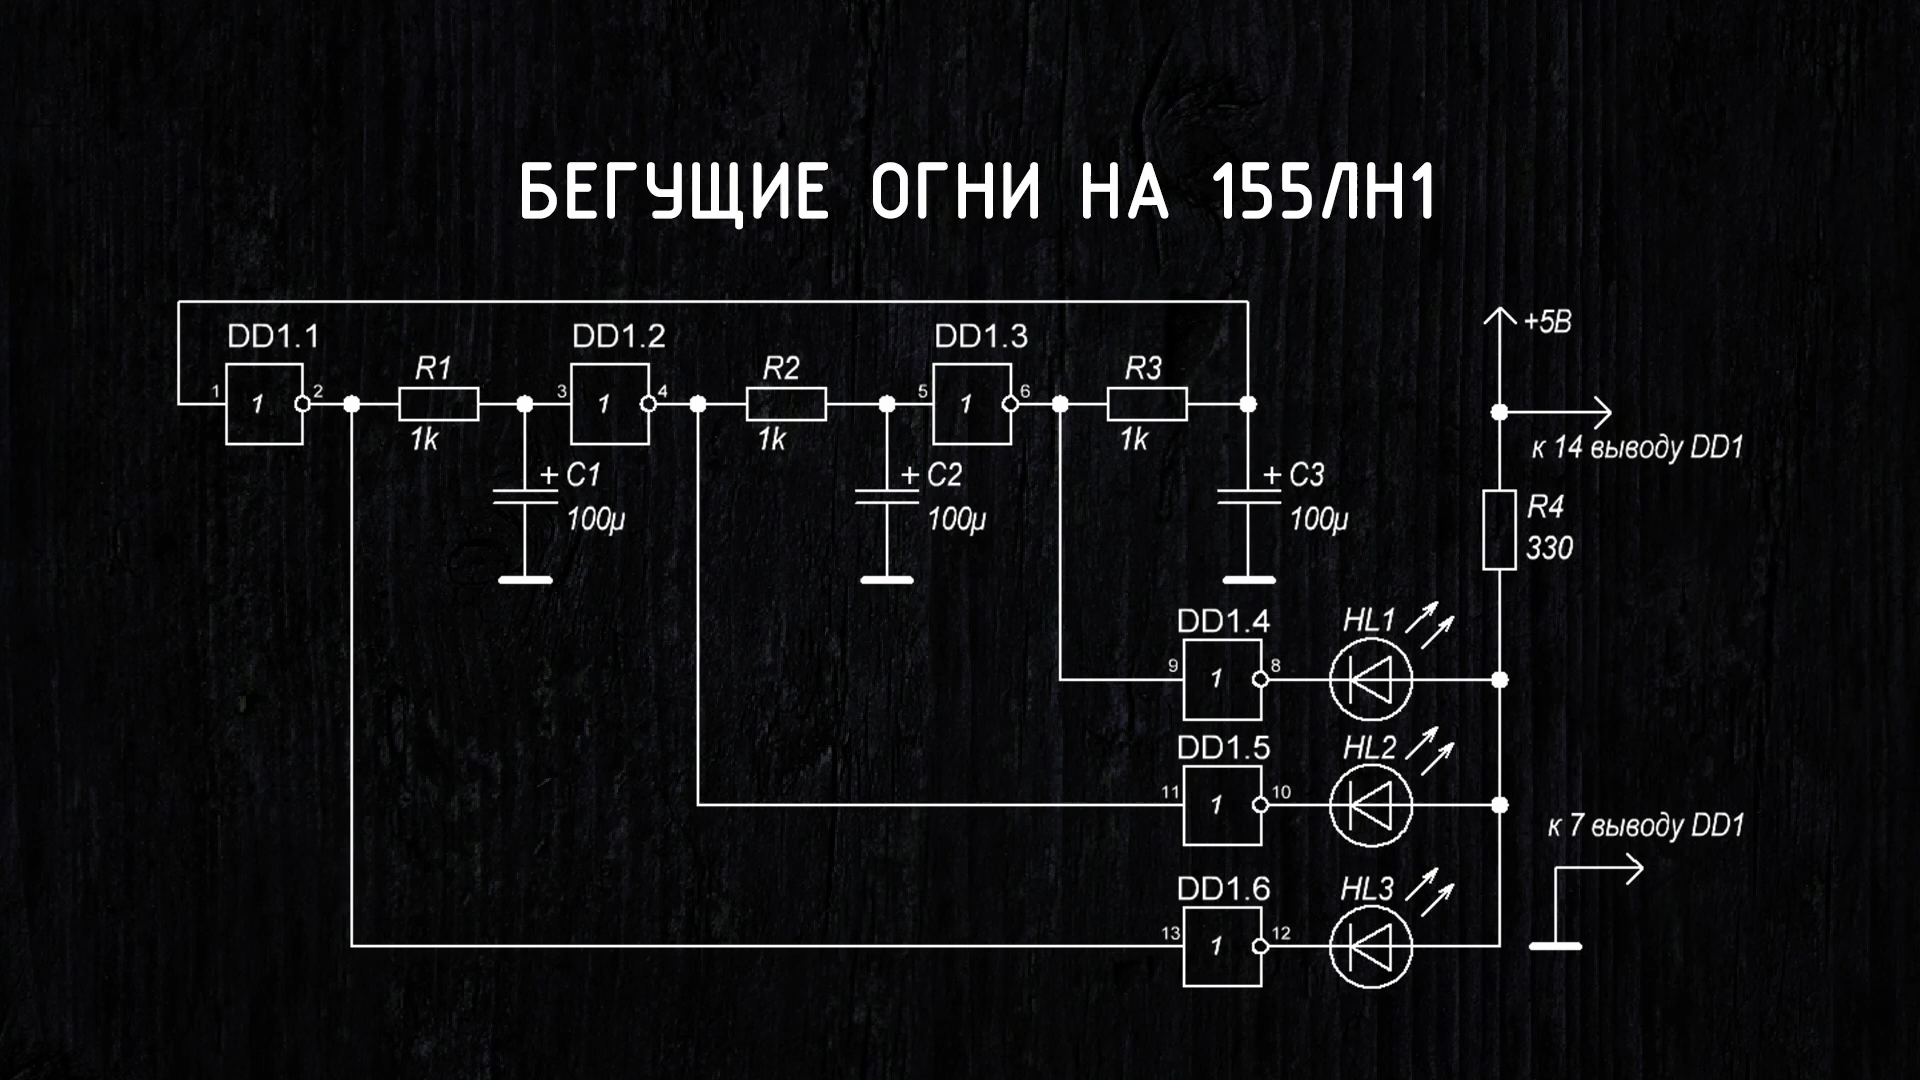 БЕГУЩИЕ ОГНИ НА 155ЛН1
DD1.1
1
1
2
R1
1k
+ C1
100µ
DD1.2
3
1
4
R2
1k
+ C2
100µ
DD1.3
5
1
6
R3
1k
+ C3
100µ
+5В
к 14 выводу DD1
R4
330
DD1.4
9
1
8
HL1
DD1.5
11
1
10
HL2
к 7 выводу DD1
DD1.6
13
1
12
HL3